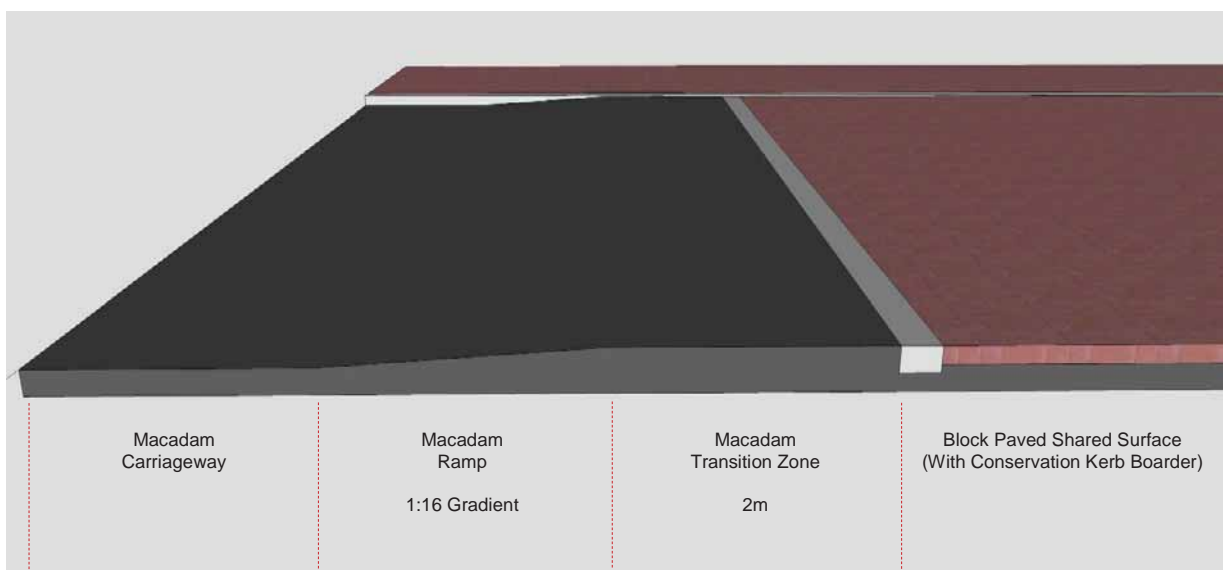 Macadam
Carriageway
Macadam
Ramp
1:16 Gradient
Macadam
Transition Zone
2m
Block Paved Shared Surface
(With Conservation Kerb Boarder)